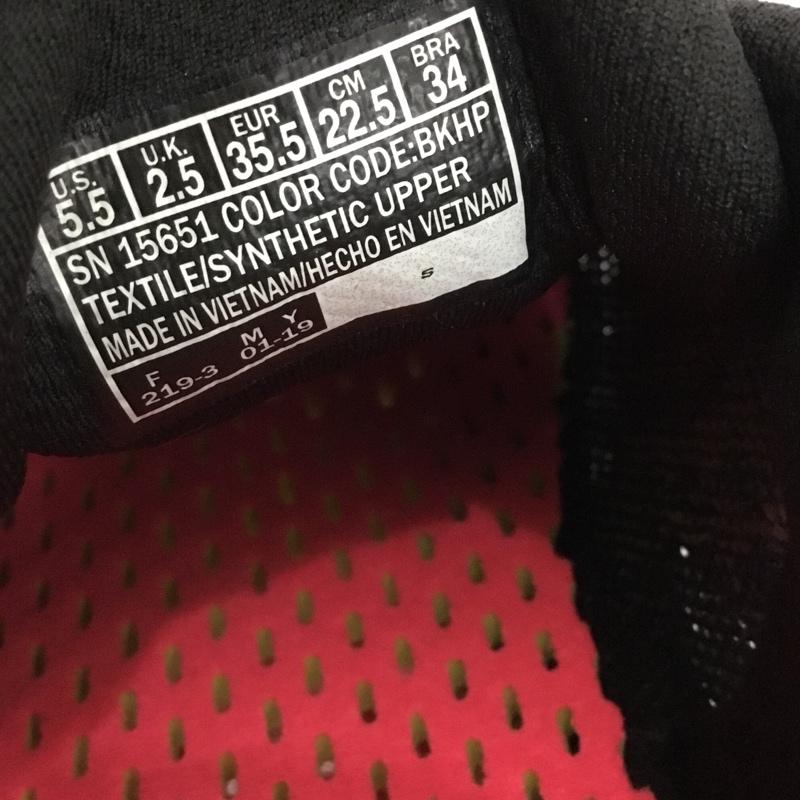 U.S. U.K. EUR CM BRA
5.5 2.5 35.5 22.5 34
SN 15651 COLOR CODE:BKHP
TEXTILE/SYNTHETIC UPPER
MADE IN VIETNAM/HECHO EN VIETNAM
F M Y S
219-3 01-19